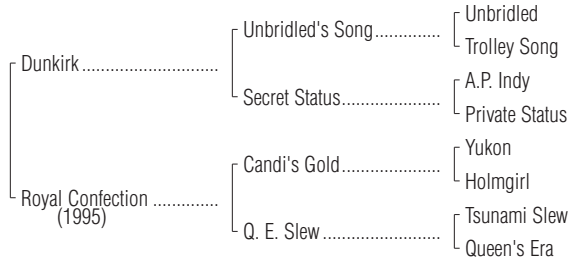 Unbridled
Unbridled's Song..............
Trolley Song
Dunkirk.............................
A.P. Indy
Secret Status.....................
Private Status
Yukon
Candi's Gold.....................
Holmgirl
Royal Confection ..............
(1995)
Tsunami Slew
Q. E. Slew.........................
Queen's Era